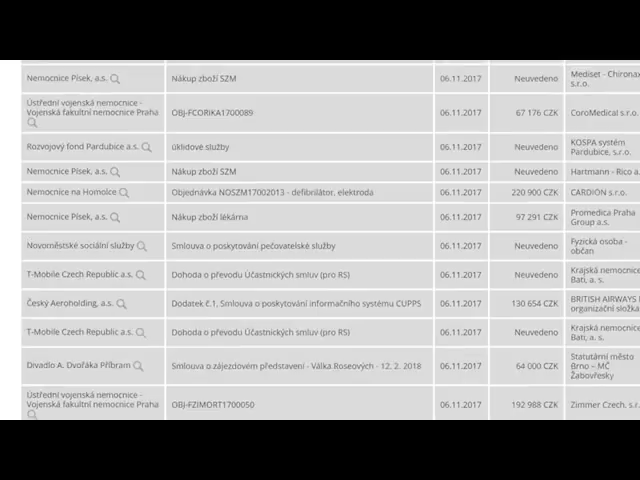 Nemocnice Písek, a.s. Nákup zboží SZM 06.11.2017 Neuvedeno Mediset - Chironax
s.r.o.
Ústřední vojenská nemocnice -
Vojenská fakultní nemocnice Praha OBJ-FCORIKA1700089 06.11.2017 67 176 CZK CoroMedical s.r.o.
Rozvojový fond Pardubice a.s. úklidové služby 06.11.2017 Neuvedeno KOSPA systém
Pardubice, s.r.o.
Nemocnice Písek, a.s. Nákup zboží SZM 06.11.2017 Neuvedeno Hartmann - Rico a.
Nemocnice na Homolce Objednávka NOSZM17002013 - defibrilátor, elektroda 06.11.2017 220 900 CZK CARDION s.r.o.
Nemocnice Písek, a.s. Nákup zboží lékárna 06.11.2017 97 291 CZK Promedica Praha
Group a.s.
Novoměstské sociální služby Smlouva o poskytování pečovatelské služby 06.11.2017 Neuvedeno Fyzická osoba -
občan
T-Mobile Czech Republic a.s. Dohoda o převodu Účastnických smluv (pro RS) 06.11.2017 Neuvedeno Krajská nemocnice
Bati, a. s.
Český Aeroholding, a.s. Dodatek č.1, Smlouva o poskytování informačního systému CUPPS 06.11.2017 130 654 CZK BRITISH AIRWAYS
organizační složka
T-Mobile Czech Republic a.s. Dohoda o převodu Účastnických smluv (pro RS) 06.11.2017 Neuvedeno Krajská nemocnice
Bati, a. s.
Divadlo A. Dvořáka Příbram Smlouva o zájezdovém představení - Válka Roseových - 12. 2. 2018 06.11.2017 64 000 CZK Statutární město
Brno – MČ
Žabovřesky
Ústřední vojenská nemocnice -
Vojenská fakultní nemocnice Praha OBJ-FZIMORT1700050 06.11.2017 192 988 CZK Zimmer Czech, s.r.